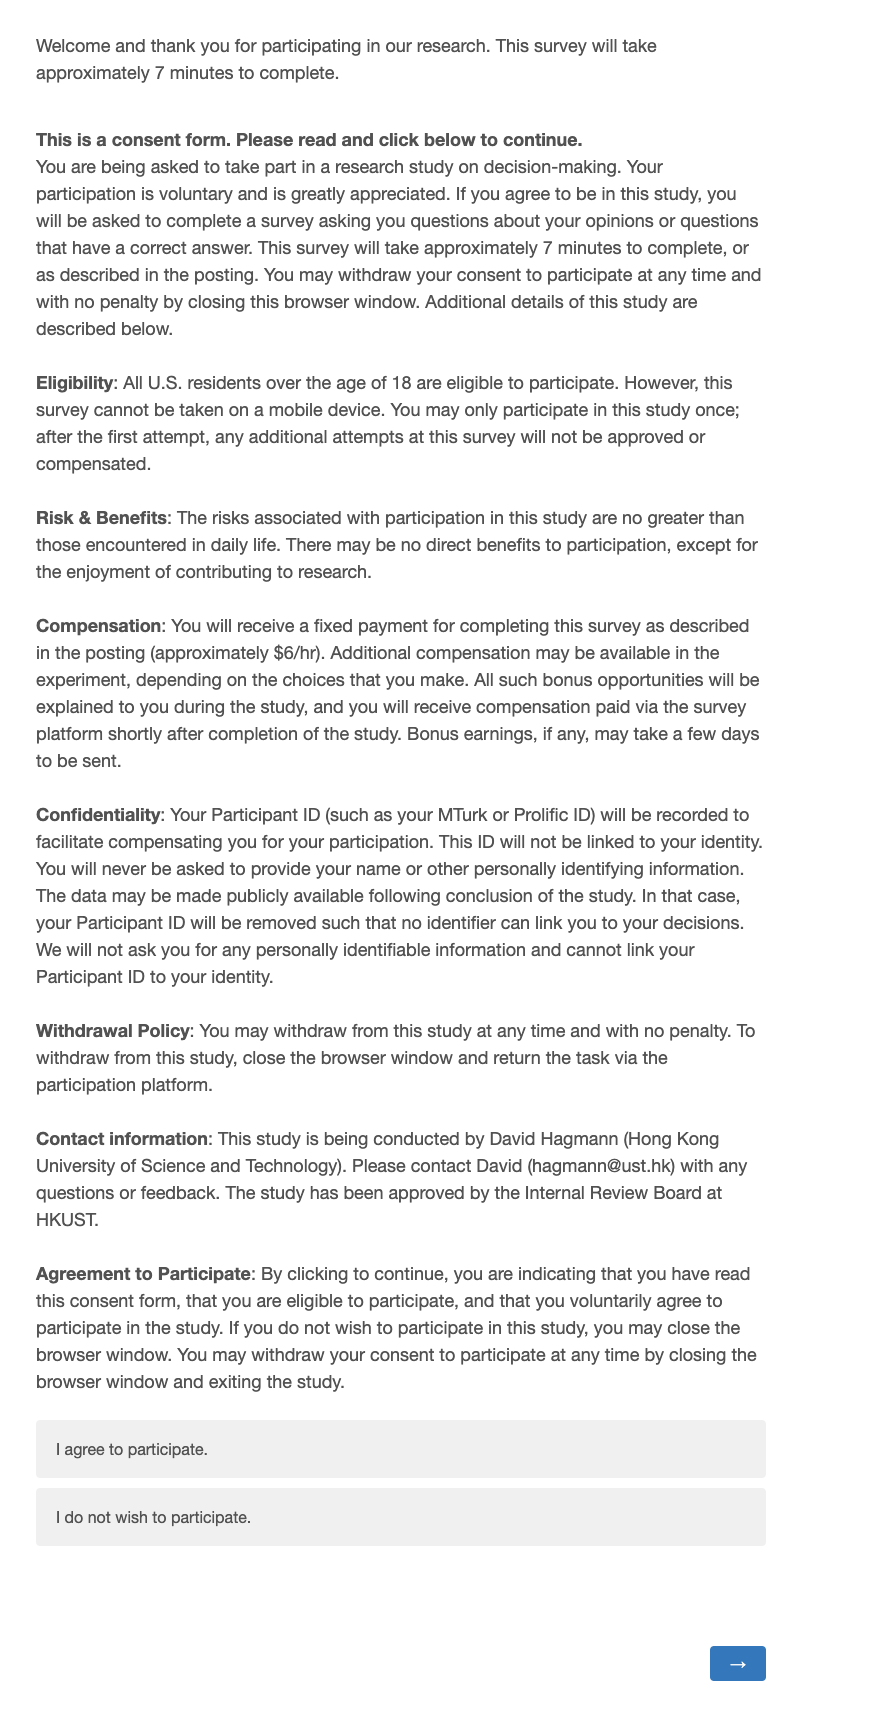 Welcome and thank you for participating in our research. This survey will take
approximately 7 minutes to complete.
This is a consent form. Please read and click below to continue.
You are being asked to take part in a research study on decision-making. Your
participation is voluntary and is greatly appreciated. If you agree to be in this study, you
will be asked to complete a survey asking you questions about your opinions or questions
that have a correct answer. This survey will take approximately 7 minutes to complete, or
as described in the posting. You may withdraw your consent to participate at any time and
with no penalty by closing this browser window. Additional details of this study are
described below.
Eligibility: All U.S. residents over the age of 18 are eligible to participate. However, this
survey cannot be taken on a mobile device. You may only participate in this study once;
after the first attempt, any additional attempts at this survey will not be approved or
compensated.
Risk & Benefits: The risks associated with participation in this study are no greater than
those encountered in daily life. There may be no direct benefits to participation, except for
the enjoyment of contributing to research.
Compensation: You will receive a fixed payment for completing this survey as described
in the posting (approximately $6/hr). Additional compensation may be available in the
experiment, depending on the choices that you make. All such bonus opportunities will be
explained to you during the study, and you will receive compensation paid via the survey
platform shortly after completion of the study. Bonus earnings, if any, may take a few days
to be sent.
Confidentiality: Your Participant ID (such as your MTurk or Prolific ID) will be recorded to
facilitate compensating you for your participation. This ID will not be linked to your identity.
You will never be asked to provide your name or other personally identifying information.
The data may be made publicly available following conclusion of the study. In that case,
your Participant ID will be removed such that no identifier can link you to your decisions.
We will not ask you for any personally identifiable information and cannot link your
Participant ID to your identity.
Withdrawal Policy: You may withdraw from this study at any time and with no penalty. To
withdraw from this study, close the browser window and return the task via the
participation platform.
Contact information: This study is being conducted by David Hagmann (Hong Kong
University of Science and Technology). Please contact David (hagmann@ust.hk) with any
questions or feedback. The study has been approved by the Internal Review Board at
HKUST.
Agreement to Participate: By clicking to continue, you are indicating that you have read
this consent form, that you are eligible to participate, and that you voluntarily agree to
participate in the study. If you do not wish to participate in this study, you may close the
browser window. You may withdraw your consent to participate at any time by closing the
browser window and exiting the study.
I agree to participate.
I do not wish to participate.
→